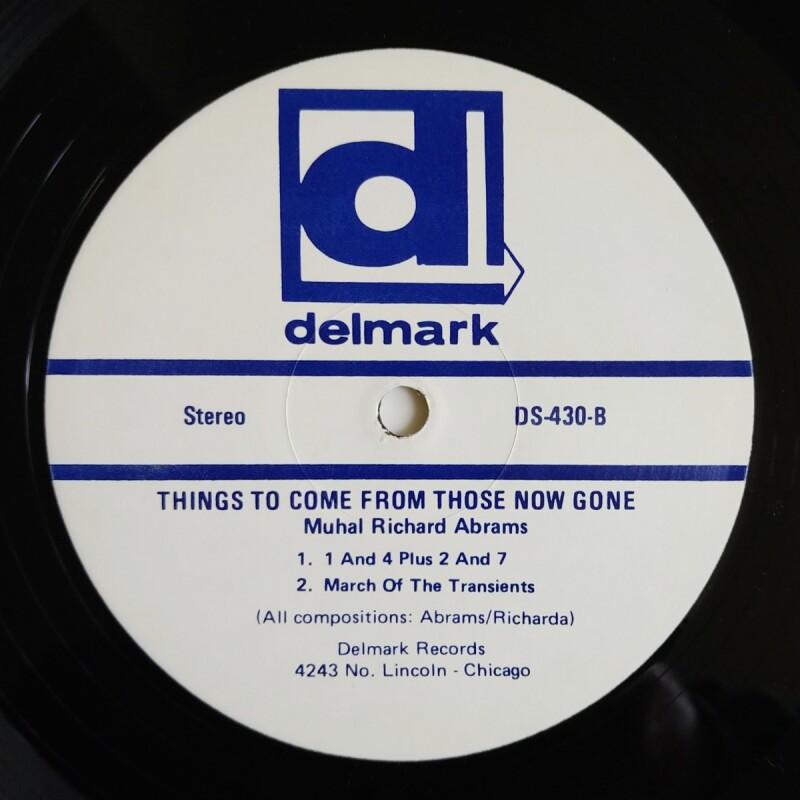 d
delmark
Stereo DS-430-B
THINGS TO COME FROM THOSE NOW GONE
Muhal Richard Abrams
1. 1 And 4 Plus 2 And 7
2. March Of The Transients
(All compositions: Abrams/Richarda)
Delmark Records
4243 No. Lincoln - Chicago